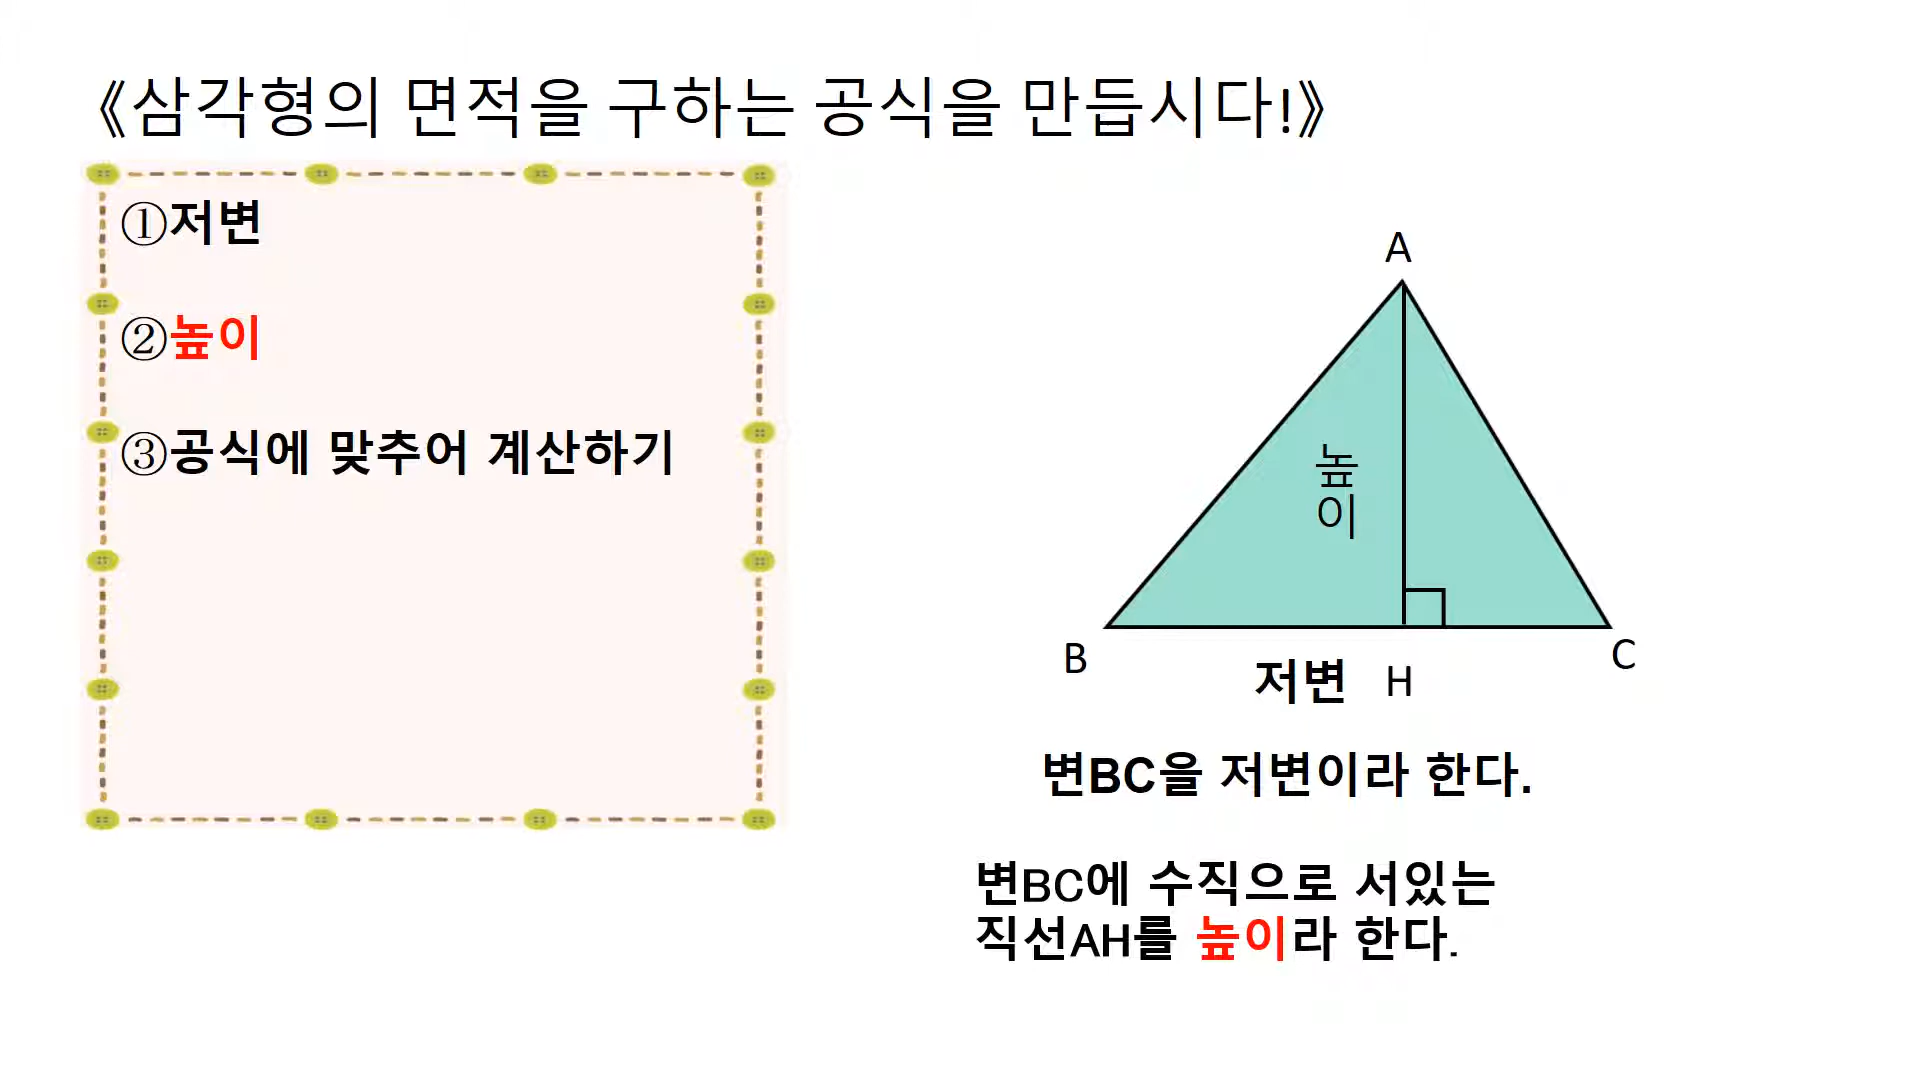 《삼각형의 면적을 구하는 공식을 만듭시다!》
①저변
②높이
③공식에 맞추어 계산하기
A
높
이
B
C
저변 H
변BC을 저변이라 한다.
변BC에 수직으로 서있는
직선AH를 높이라 한다.